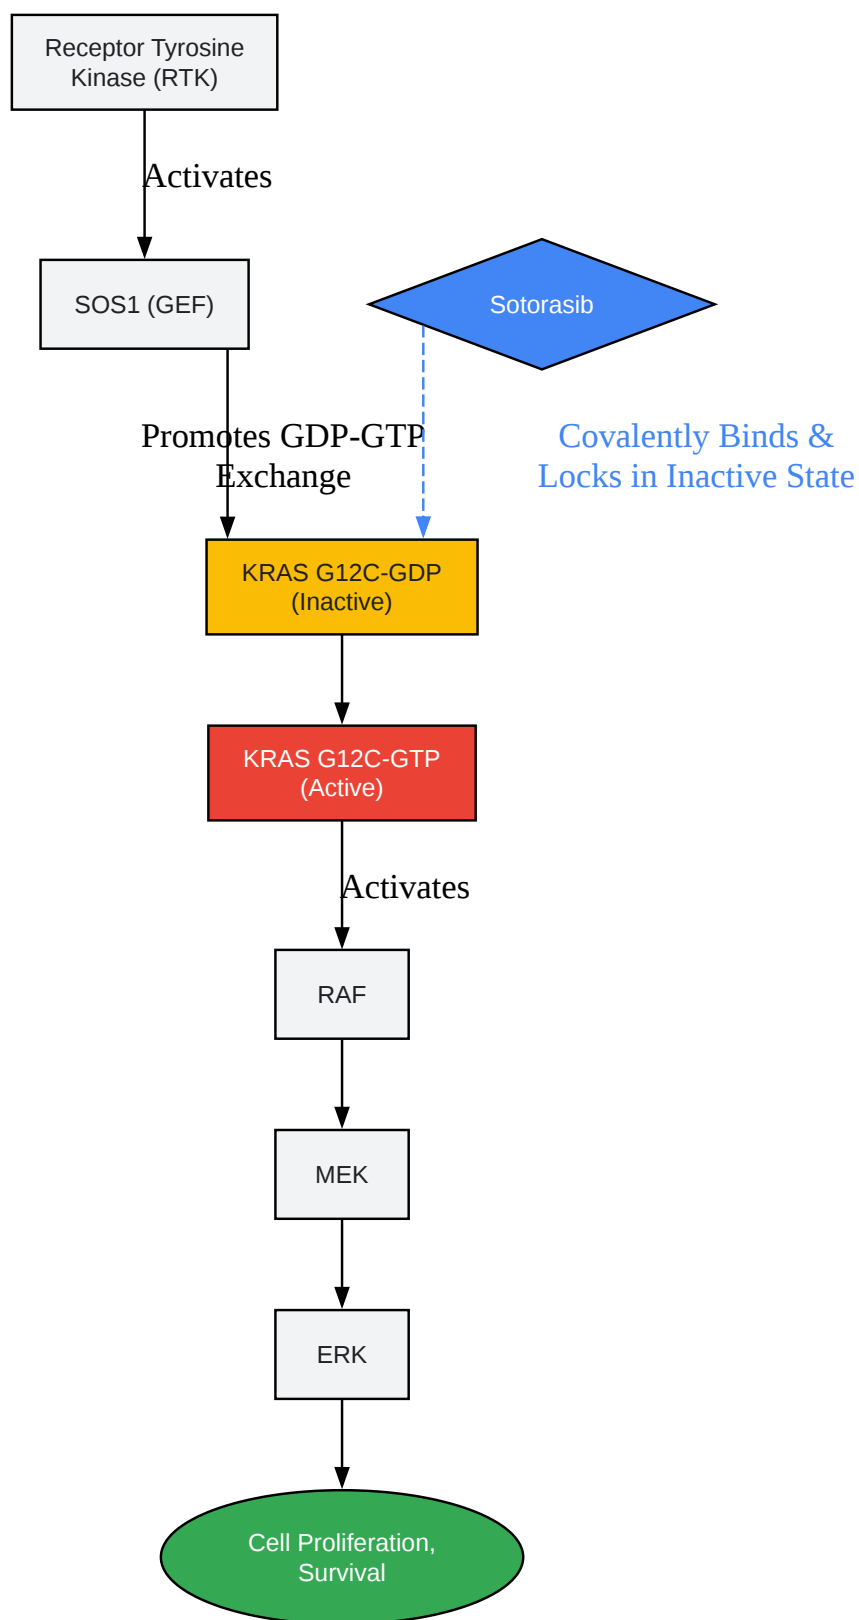 Receptor Tyrosine
Kinase (RTK)
Activates
SOS1 (GEF)
Sotorasib
Promotes GDP-GTP
Exchange
Covalently Binds &
Locks in Inactive State
KRAS G12C-GDP
(Inactive)
KRAS G12C-GTP
(Active)
Activates
RAF
MEK
ERK
Cell Proliferation,
Survival